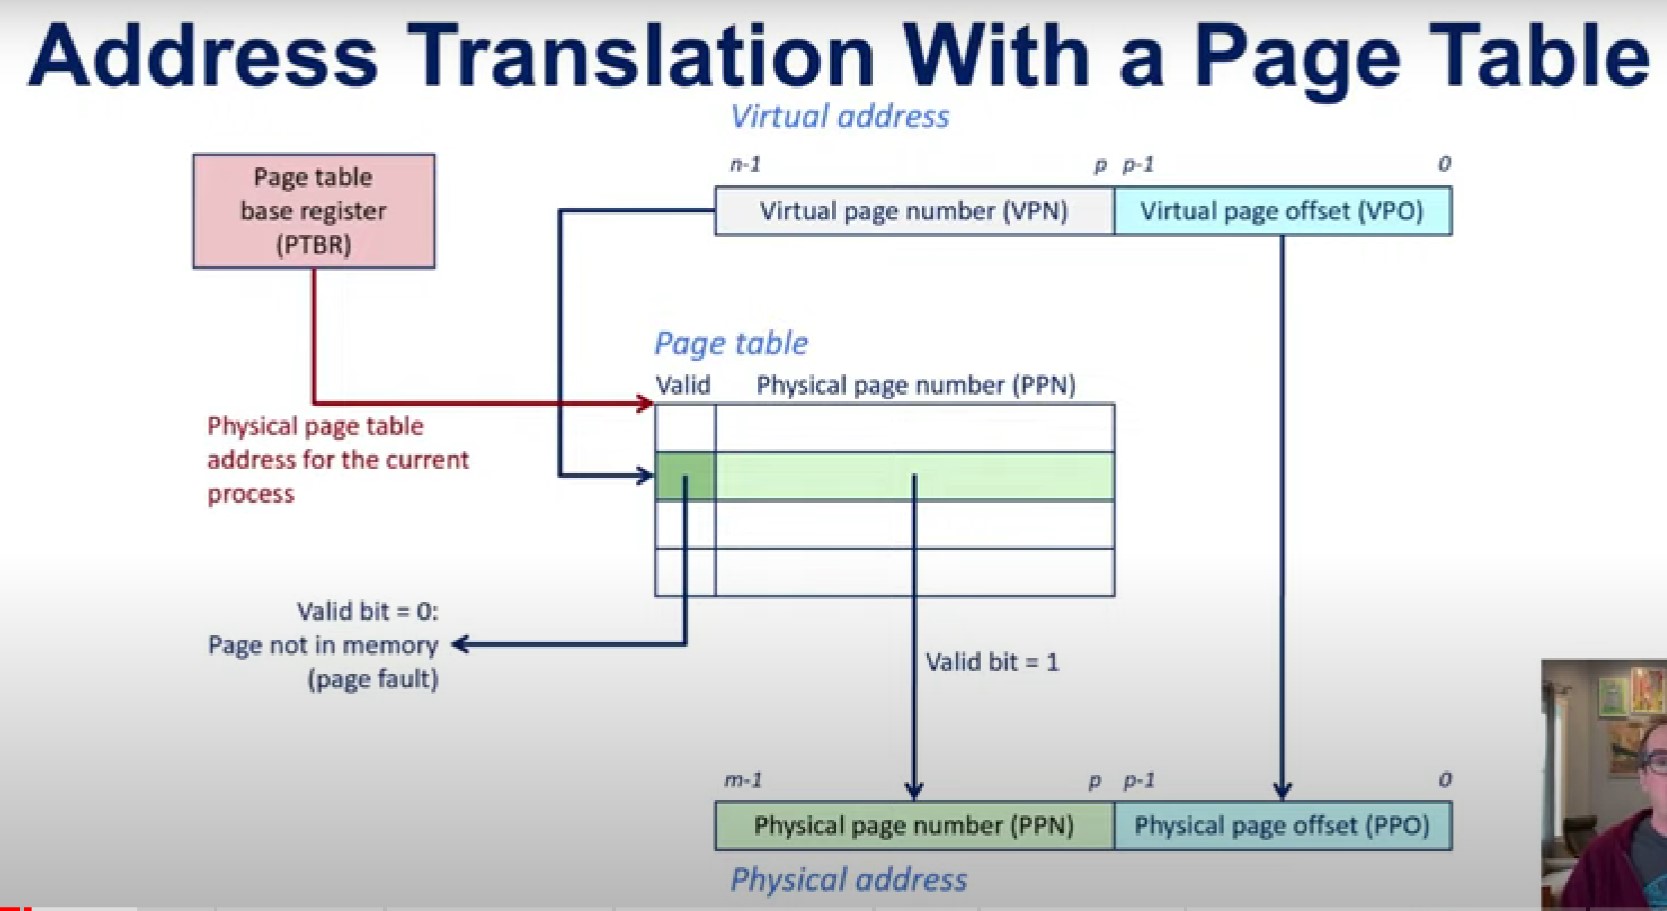 Address Translation With a Page Table
Virtual address
n-1
p
p-1
0
Page table
base register
(PTBR)
Virtual page number (VPN)
Virtual page offset (VPO)
Page table
Valid
Physical page number (PPN)
Physical page table
address for the current
process
Valid bit = 0:
Page not in memory
(page fault)
Valid bit = 1
m-1
p
p-1
0
Physical page number (PPN)
Physical page offset (PPO)
Physical address